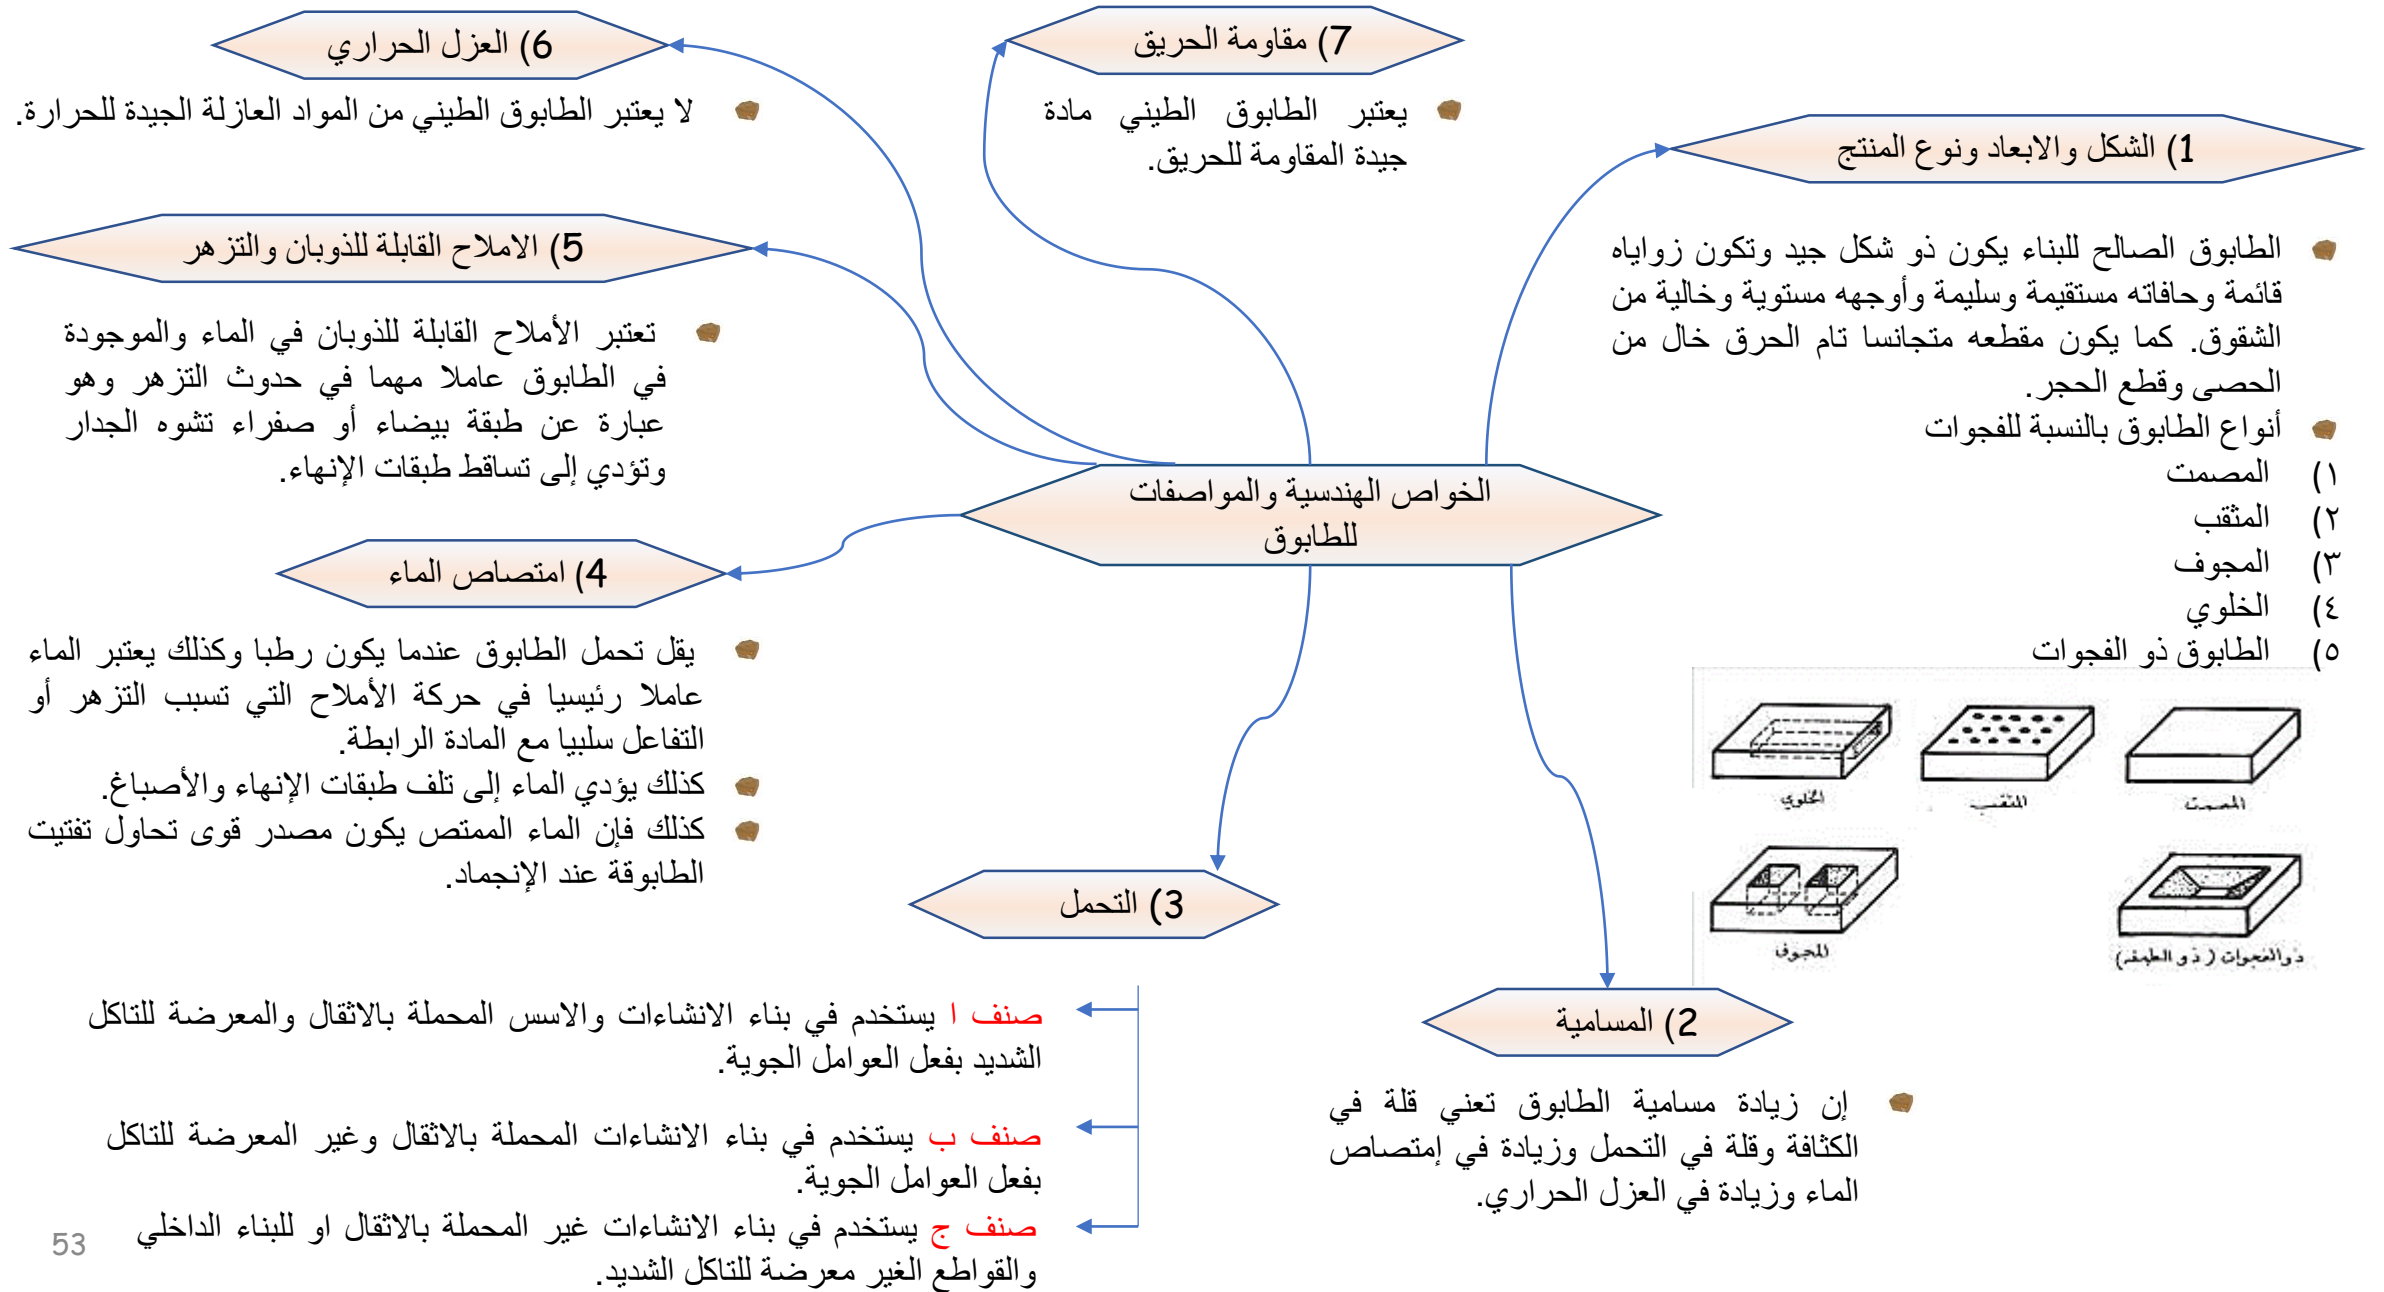 الخواص الهندسية والمواصفات
للطابوق
1) الشكل والابعاد ونوع المنتج
الطابوق الصالح للبناء يكون ذو شكل جيد وتكون زواياه
قائمة وحافاته مستقيمة وسليمة وأوجهه مستوية وخالية من
الشقوق. كما يكون مقطعه متجانسا تام الحرق خال من
الحصى وقطع الحجر.
أنواع الطابوق بالنسبة للفجوات
١) المصمت
٢) المثقب
٣) المجوف
٤) الخلوي
٥) الطابوق ذو الفجوات
المصمت
المثقب
الخلوي
ذو الفجوات (ذو الطمغة)
المجوف
2) المسامية
إن زيادة مسامية الطابوق تعني قلة في
الكثافة وقلة في التحمل وزيادة في إمتصاص
الماء وزيادة في العزل الحراري.
3) التحمل
صنف ا يستخدم في بناء الانشاءات والاسس المحملة بالاثقال والمعرضة للتاكل
الشديد بفعل العوامل الجوية.
صنف ب يستخدم في بناء الانشاءات المحملة بالاثقال وغير المعرضة للتاكل
بفعل العوامل الجوية.
صنف ج يستخدم في بناء الانشاءات غير المحملة بالاثقال او للبناء الداخلي
والقواطع الغير معرضة للتاكل الشديد.
4) امتصاص الماء
يقل تحمل الطابوق عندما يكون رطبا وكذلك يعتبر الماء
عاملا رئيسيا في حركة الأملاح التي تسبب التزهر أو
التفاعل سلبيا مع المادة الرابطة.
كذلك يؤدي الماء إلى تلف طبقات الإنهاء والأصباغ.
كذلك فإن الماء الممتص يكون مصدر قوى تحاول تفتيت
الطابوقة عند الإنجماد.
5) الاملاح القابلة للذوبان والتزهر
تعتبر الأملاح القابلة للذوبان في الماء والموجودة
في الطابوق عاملا مهما في حدوث التزهر وهو
عبارة عن طبقة بيضاء أو صفراء تشوه الجدار
وتؤدي إلى تساقط طبقات الإنهاء.
6) العزل الحراري
لا يعتبر الطابوق الطيني من المواد العازلة الجيدة للحرارة.
7) مقاومة الحريق
يعتبر الطابوق الطيني مادة
جيدة المقاومة للحريق.
53